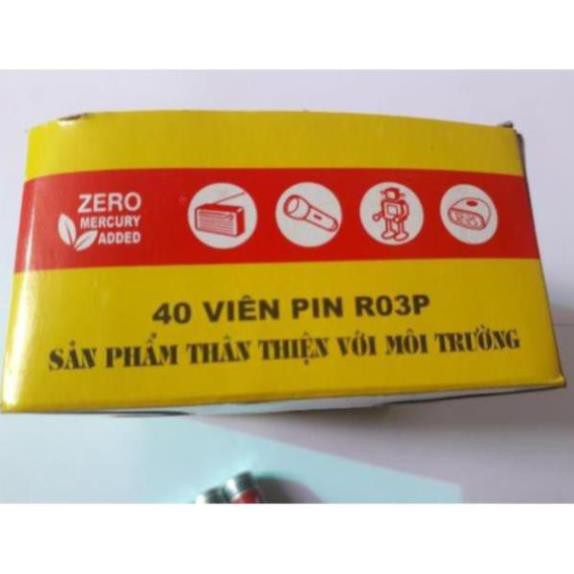 ZERO
MERCURY
ADDED
40 VIÊN PIN R03P
SẢN PHẨM THÂN THIỆN VỚI MÔI TRƯỜNG